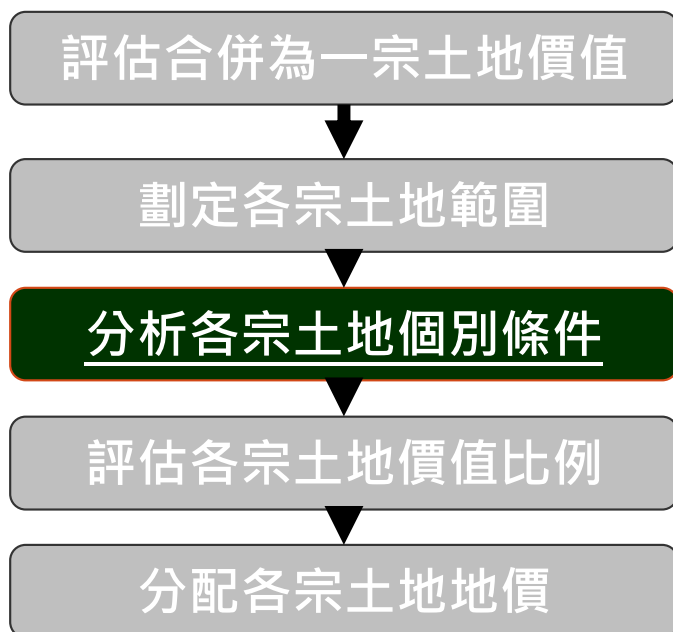 評估合併為一宗土地價值
劃定各宗土地範圍
分析各宗土地個別條件
評估各宗土地價值比例
分配各宗土地地價